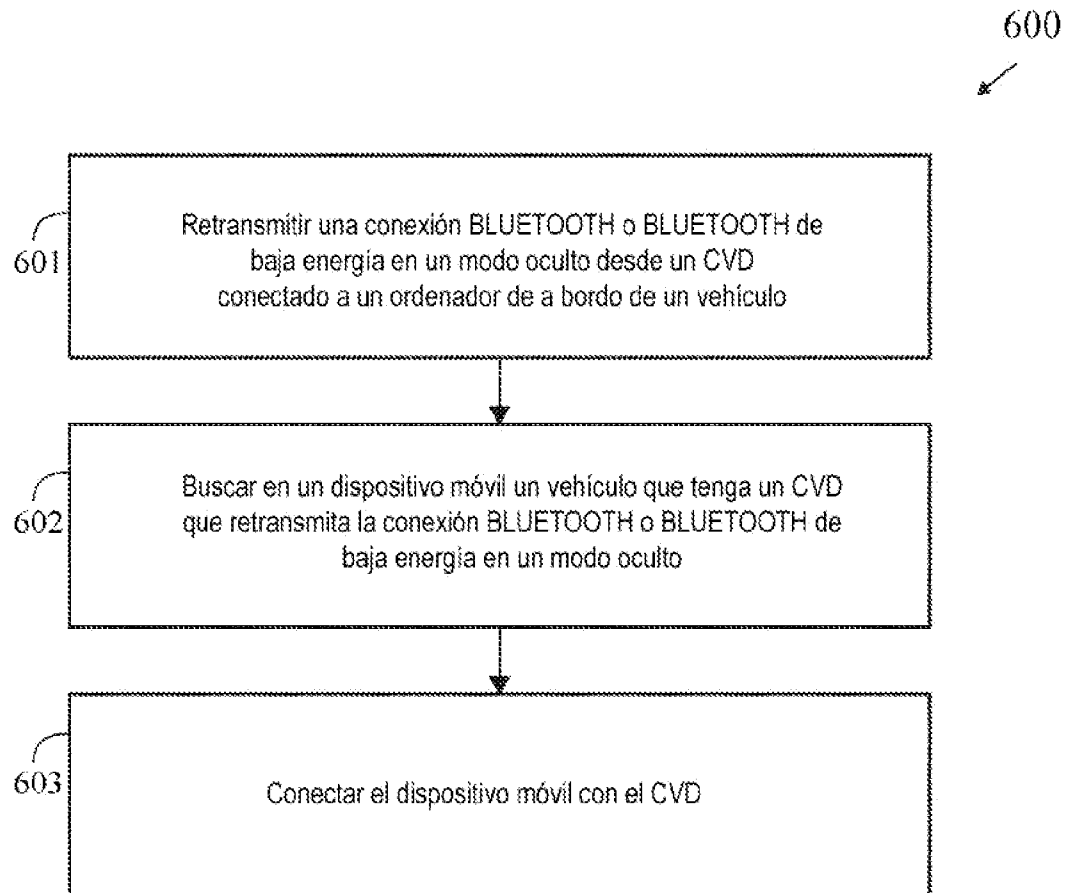 600
601
Retransmitir una conexión BLUETOOTH o BLUETOOTH de
baja energía en un modo oculto desde un CVD
conectado a un ordenador de a bordo de un vehículo
602
Buscar en un dispositivo móvil un vehículo que tenga un CVD
que retransmita la conexión BLUETOOTH o BLUETOOTH de
baja energía en un modo oculto
603
Conectar el dispositivo móvil con el CVD